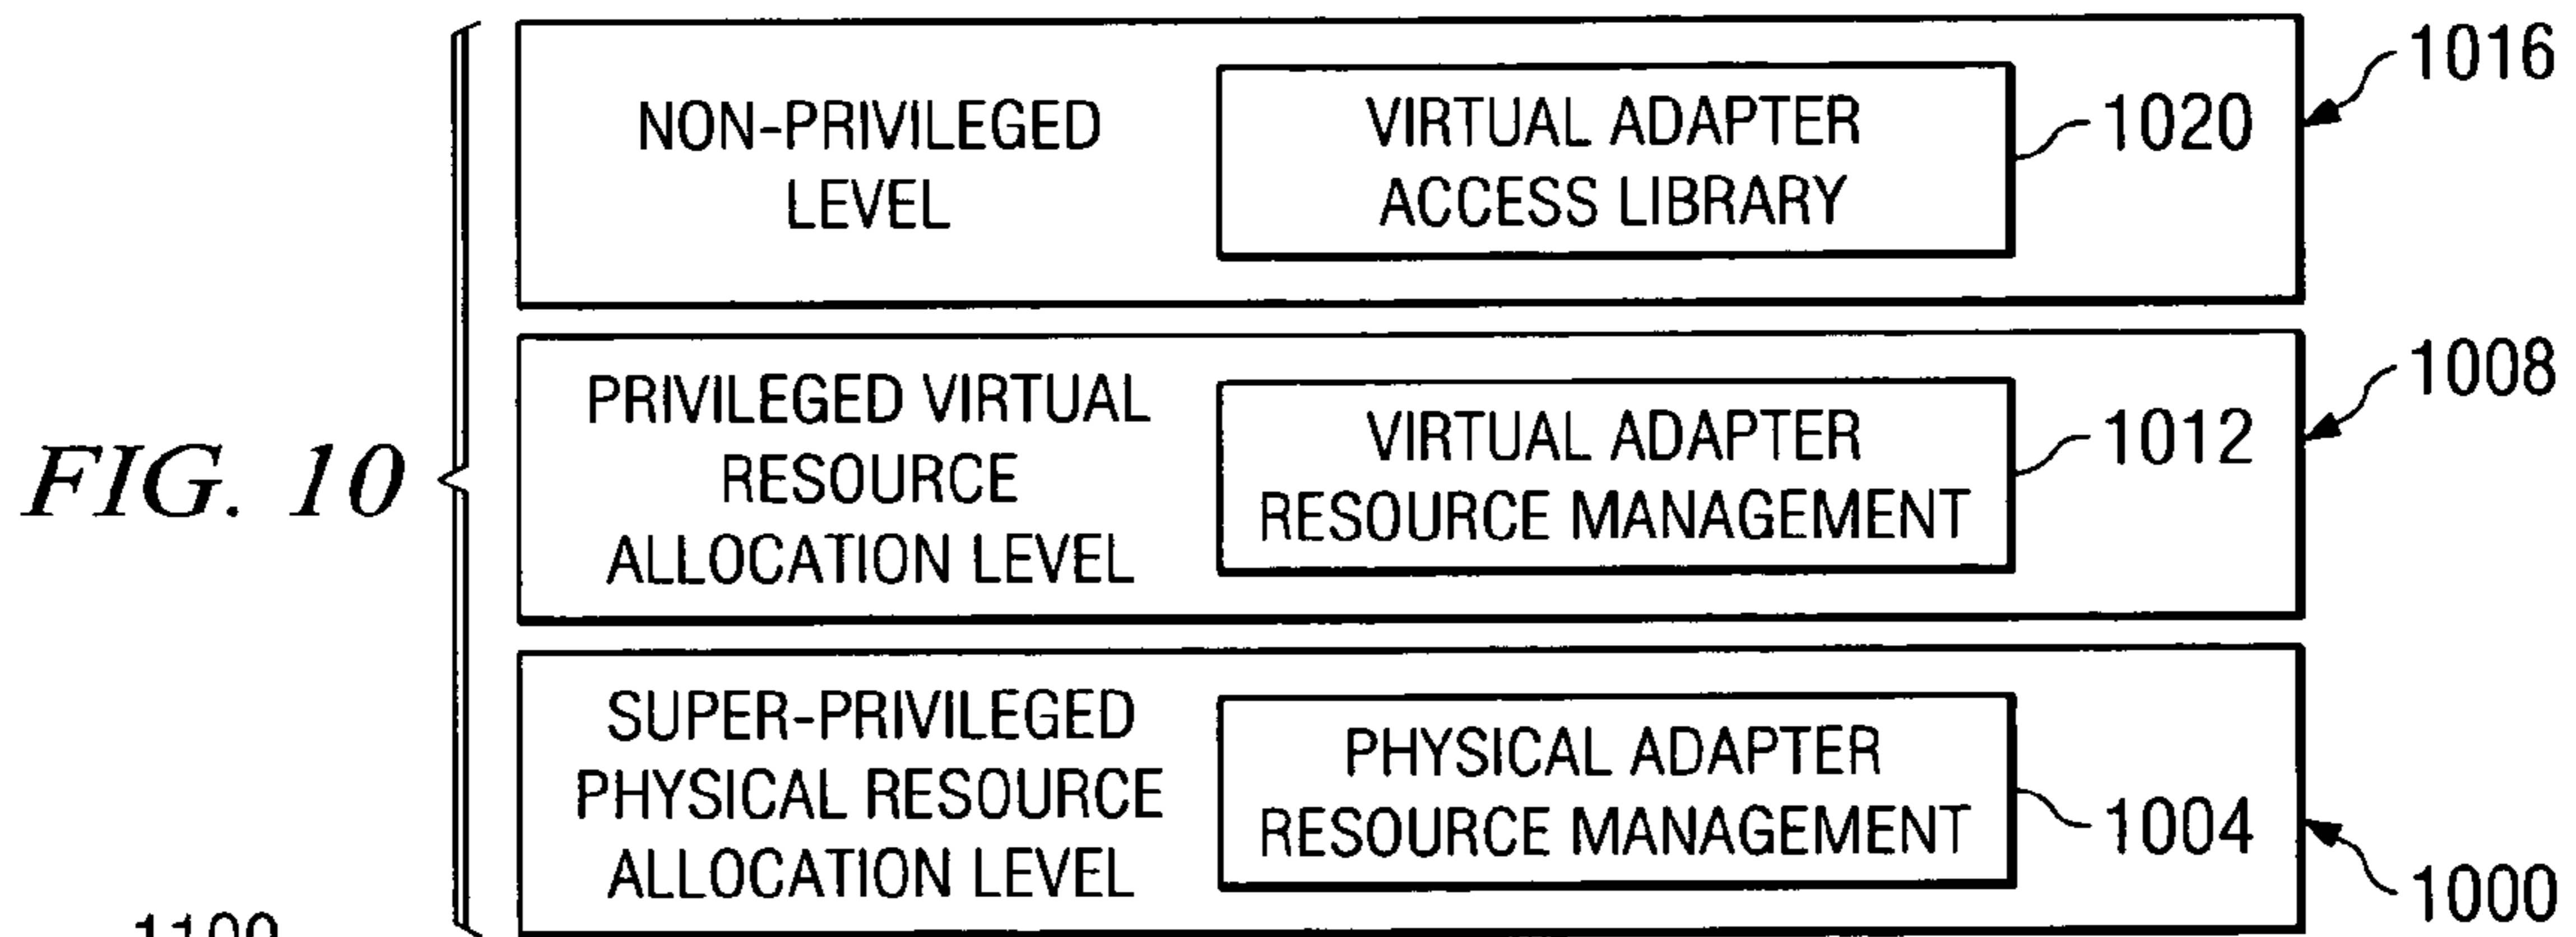 FIG. 10
NON-PRIVILEGED
LEVEL
VIRTUAL ADAPTER
ACCESS LIBRARY
1020
1016
PRIVILEGED VIRTUAL
RESOURCE
ALLOCATION LEVEL
VIRTUAL ADAPTER
RESOURCE MANAGEMENT
1012
1008
SUPER-PRIVILEGED
PHYSICAL RESOURCE
ALLOCATION LEVEL
PHYSICAL ADAPTER
RESOURCE MANAGEMENT
1004
1000
1100